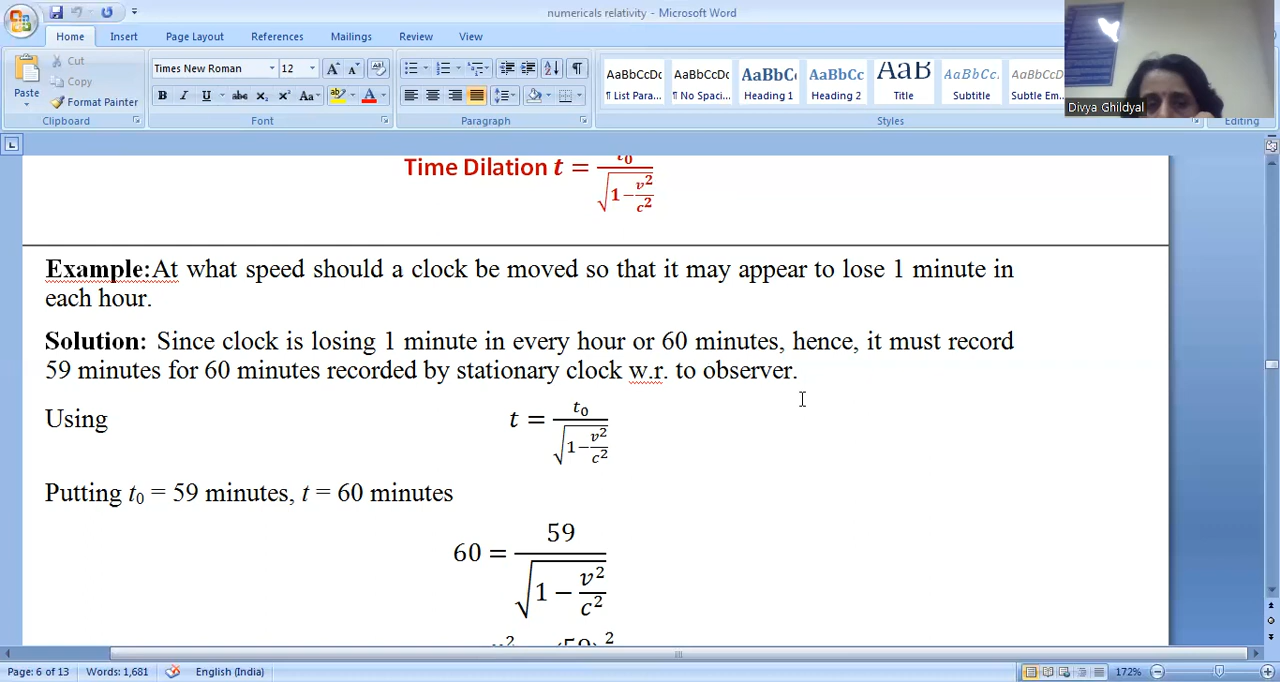 numericals relativity - Microsoft Word
Home Insert Page Layout References Mailings Review View
Paste
Cut
Copy
Format Painter
Clipboard
Times New Roman 12
Font
Paragraph
AaBbCcDc AaBbCcDc AaBbC AaBbCc AaB AaBbCc. AaBbCcDc
¶ List Para... ¶ No Spaci... Heading 1 Heading 2 Title Subtitle Subtle Em...
Styles
Editing
Divya Ghildyal
Time Dilation t = t₀/√(1−v²/c²)
Example:At what speed should a clock be moved so that it may appear to lose 1 minute in
each hour.
Solution: Since clock is losing 1 minute in every hour or 60 minutes, hence, it must record
59 minutes for 60 minutes recorded by stationary clock w.r. to observer.
Using t = t₀/√(1−v²/c²)
Putting t₀ = 59 minutes, t = 60 minutes
60 = 59/√(1 − v²/c²)
Page: 6 of 13 Words: 1,681 English (India) 172%